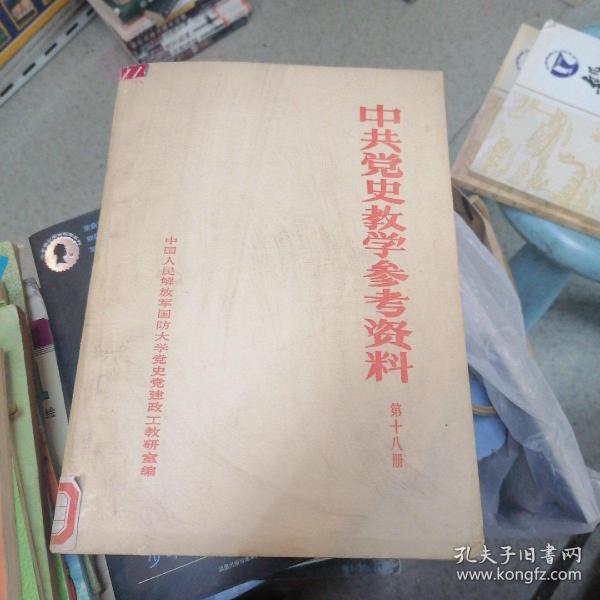 中共党史教学参考资料
第十八册
中国人民解放军国防大学党史党建政工教研室编
孔夫子旧书网
www.kongfz.com